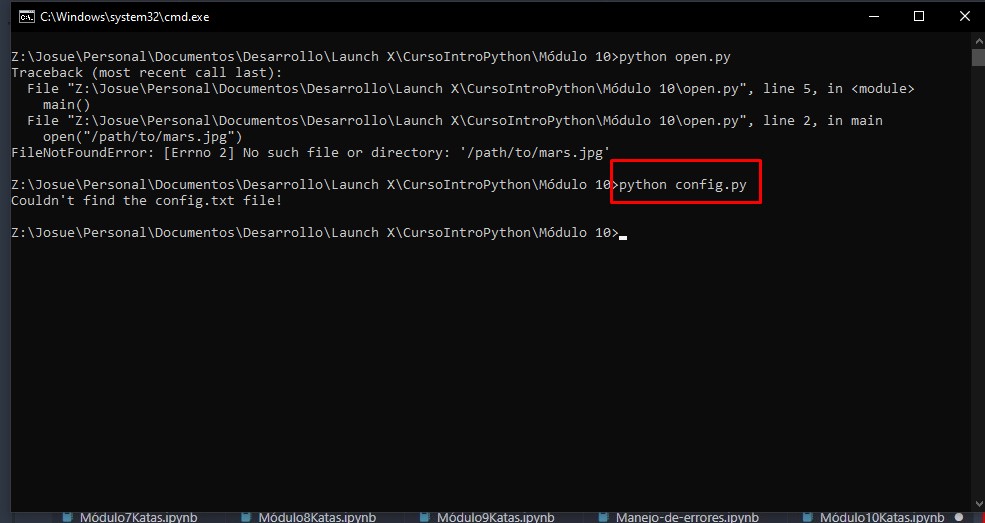 C:\Windows\system32\cmd.exe
Z:\Josue\Personal\Documentos\Desarrollo\Launch X\CursoIntroPython\Módulo 10>python open.py
Traceback (most recent call last):
  File "Z:\Josue\Personal\Documentos\Desarrollo\Launch X\CursoIntroPython\Módulo 10\open.py", line 5, in <module>
    main()
  File "Z:\Josue\Personal\Documentos\Desarrollo\Launch X\CursoIntroPython\Módulo 10\open.py", line 2, in main
    open("/path/to/mars.jpg")
FileNotFoundError: [Errno 2] No such file or directory: '/path/to/mars.jpg'
Z:\Josue\Personal\Documentos\Desarrollo\Launch X\CursoIntroPython\Módulo 10>python config.py
Couldn't find the config.txt file!
Z:\Josue\Personal\Documentos\Desarrollo\Launch X\CursoIntroPython\Módulo 10>
Módulo7Katas.ipynb Módulo8Katas.ipynb Módulo9Katas.ipynb Manejo-de-errores.ipynb Módulo10Katas.ipynb